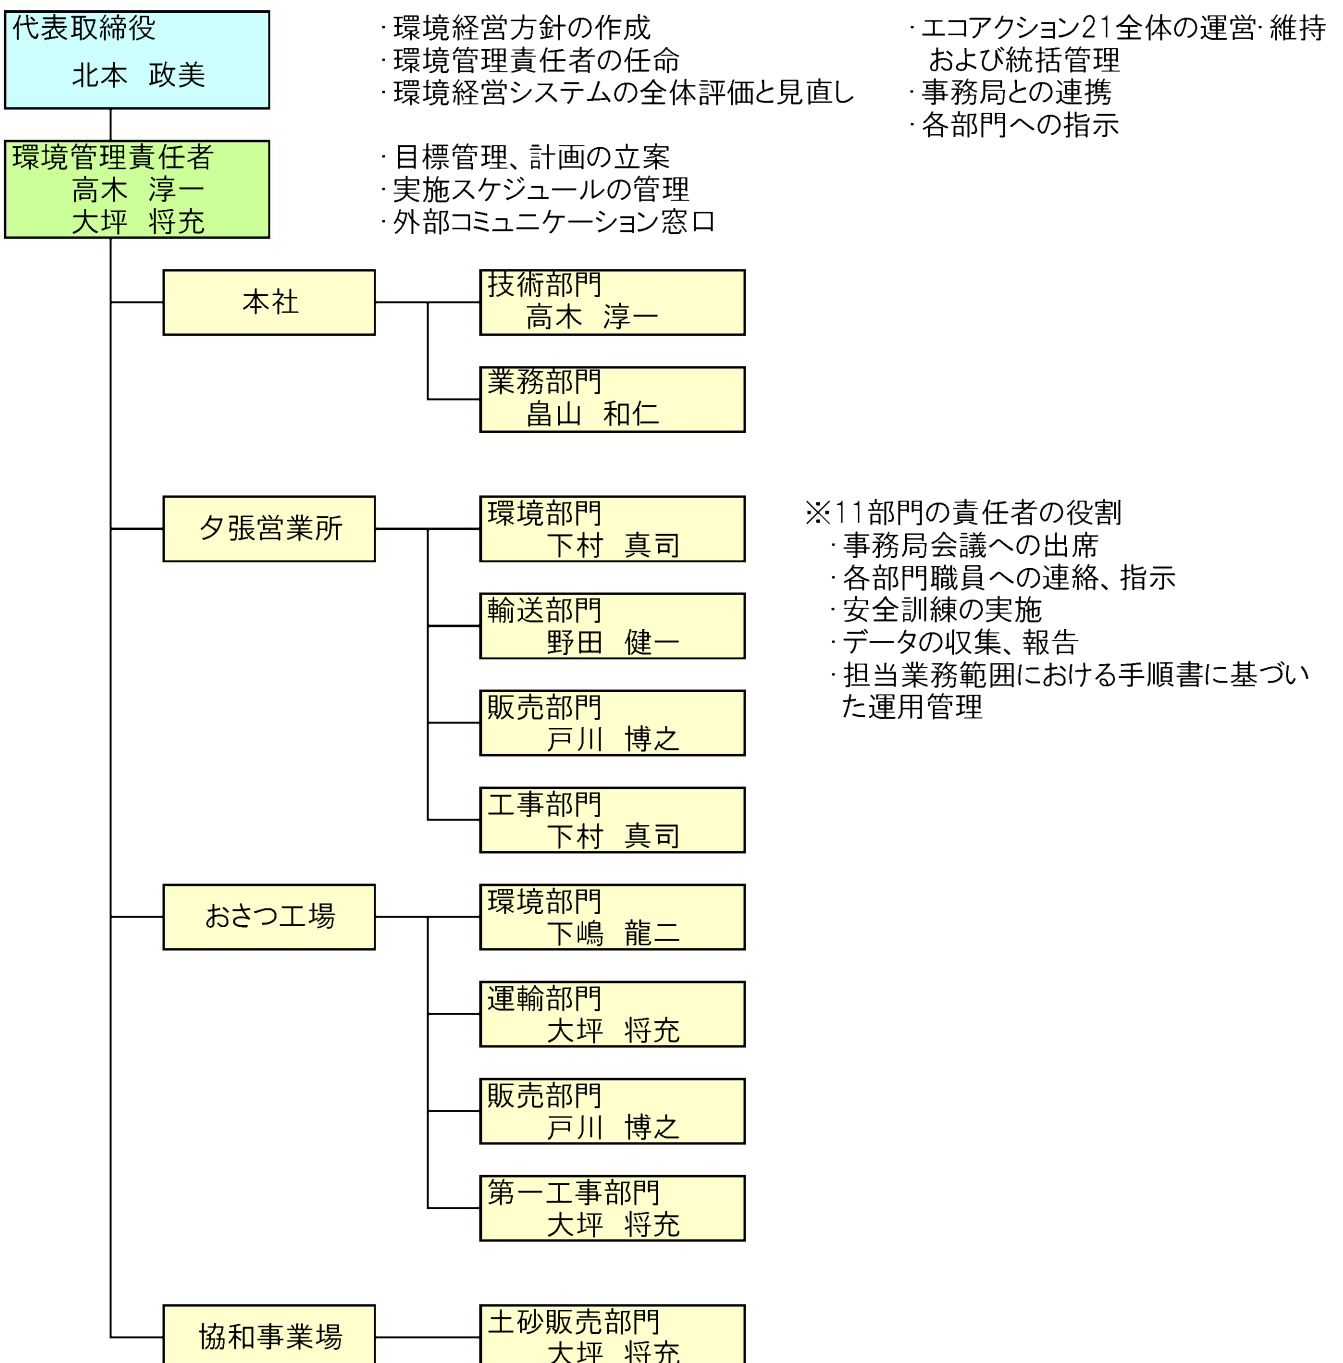 代表取締役
北本　政美
・環境経営方針の作成
・環境管理責任者の任命
・環境経営システムの全体評価と見直し
・エコアクション21全体の運営・維持
および統括管理
・事務局との連携
・各部門への指示
環境管理責任者
高木　淳一
大坪　将充
・目標管理、計画の立案
・実施スケジュールの管理
・外部コミュニケーション窓口
本社
技術部門
高木　淳一
業務部門
畠山　和仁
夕張営業所
環境部門
下村　真司
輸送部門
野田　健一
販売部門
戸川　博之
工事部門
下村　真司
※11部門の責任者の役割
・事務局会議への出席
・各部門職員への連絡、指示
・安全訓練の実施
・データの収集、報告
・担当業務範囲における手順書に基づい
た運用管理
おさつ工場
環境部門
下嶋　龍二
運輸部門
大坪　将充
販売部門
戸川　博之
第一工事部門
大坪　将充
協和事業場
土砂販売部門
大坪　将充